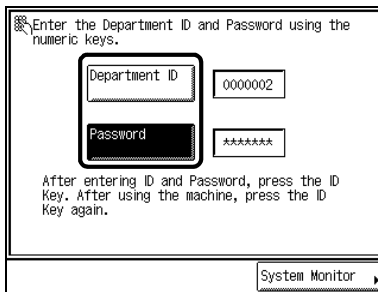 Enter the Department ID and Password using the
numeric keys.
Department ID
0000002
Password
*******
After entering ID and Password, press the ID
Key. After using the machine, press the ID
Key again.
System Monitor